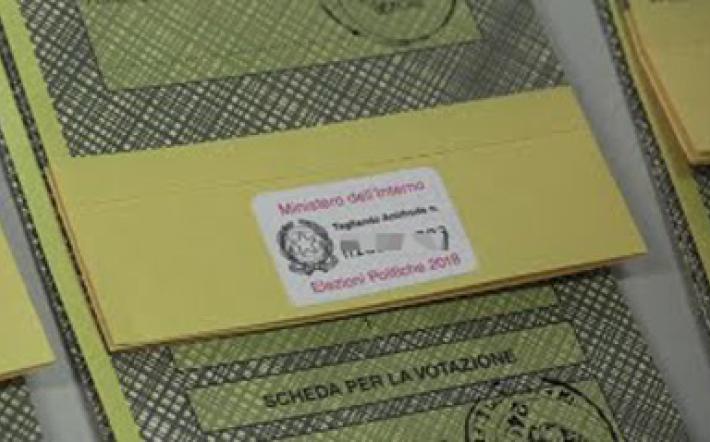 Ministero dell'Interno
Tagliando Antifrode n.
Elezioni Politiche 2018
SCHEDA PER LA VOTAZIONE